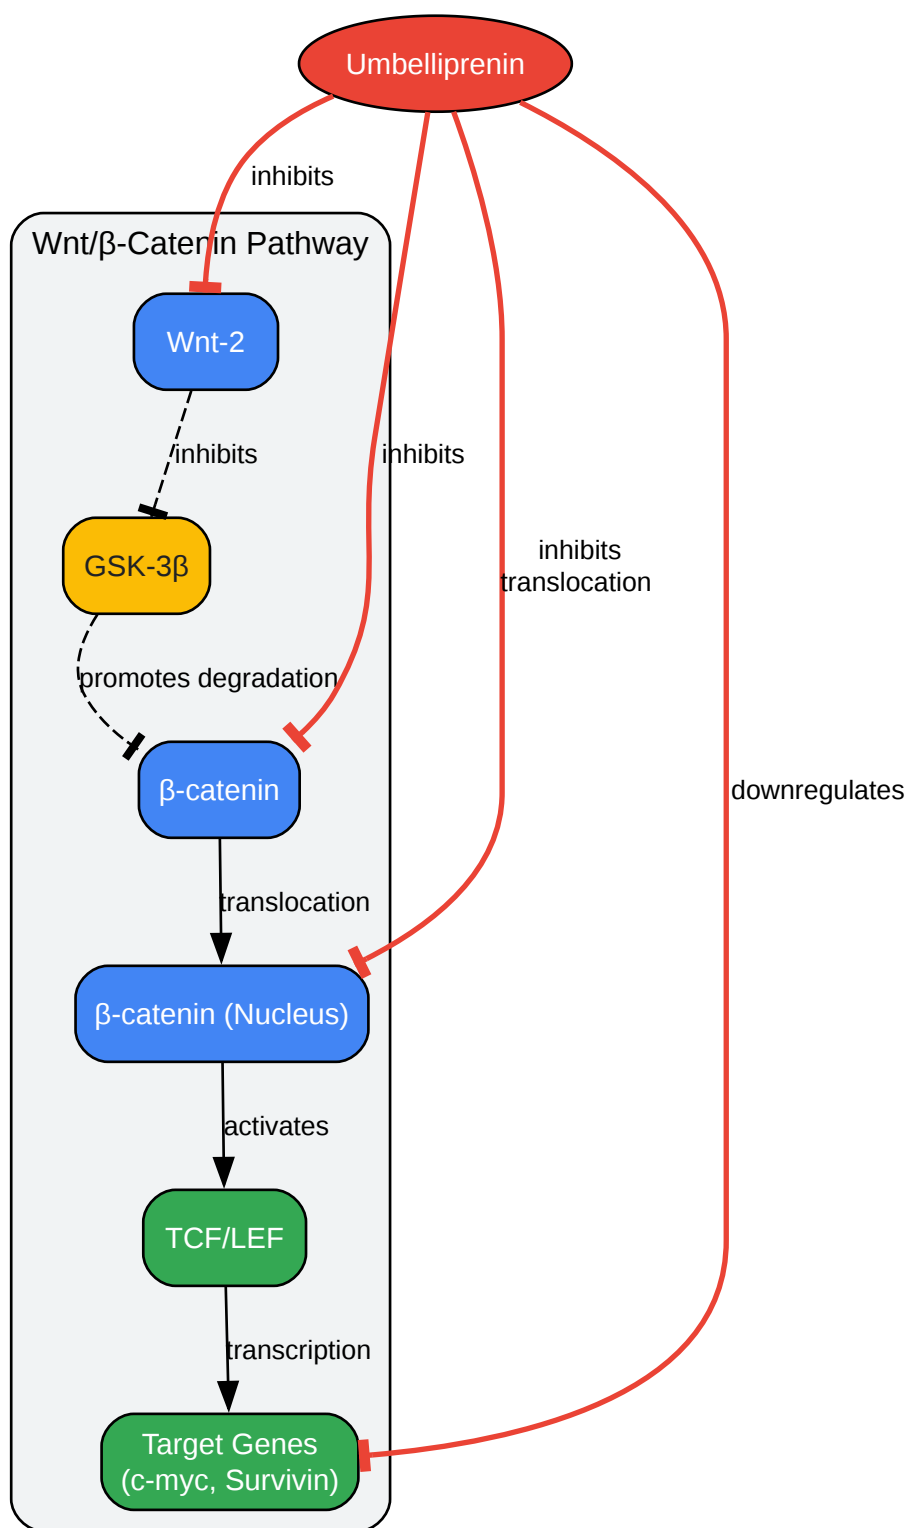 Umbelliprenin
inhibits
Wnt/β-Catenin Pathway
Wnt-2
inhibits
inhibits
inhibits
translocation
GSK-3β
promotes degradation
β-catenin
downregulates
translocation
β-catenin (Nucleus)
activates
TCF/LEF
transcription
Target Genes
(c-myc, Survivin)